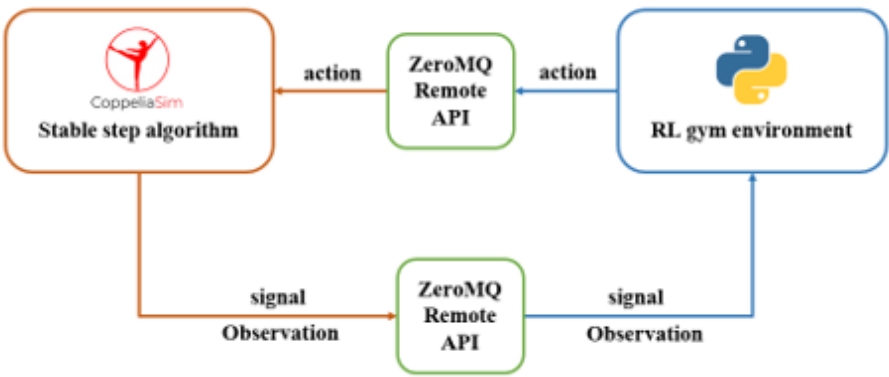 CoppeliaSim
Stable step algorithm
action
ZeroMQ
Remote
API
action
RL gym environment
signal
Observation
ZeroMQ
Remote
API
signal
Observation